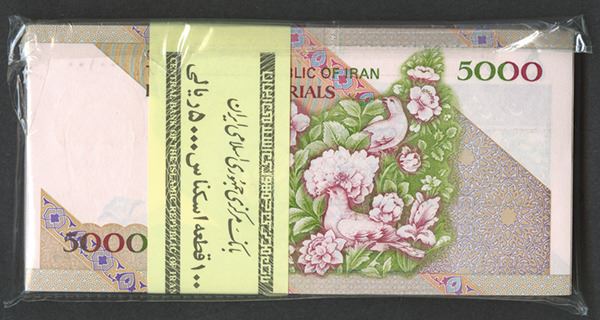 5000
BLIC OF IRAN
RIALS
5000
بانک مرکزی جمهوری اسلامی ایران
۱۰۰ قطعه اسکناس ۵۰۰۰ ریالی
CENTRAL BANK OF THE ISLAMIC REPUBLIC OF IRAN